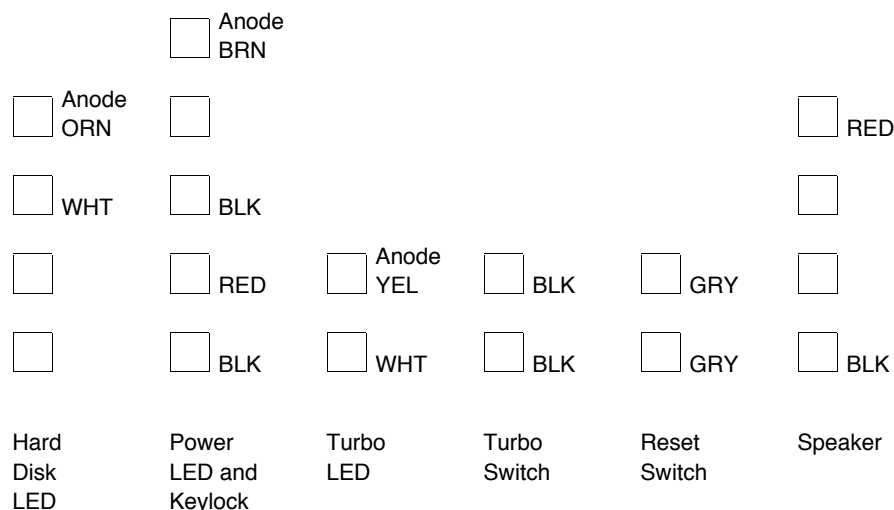 Anode
BRN
Anode
ORN
RED
WHT
BLK
RED
Anode
YEL
BLK
GRY
BLK
WHT
BLK
GRY
BLK
Hard
Disk
LED
Power
LED and
Keylock
Turbo
LED
Turbo
Switch
Reset
Switch
Speaker